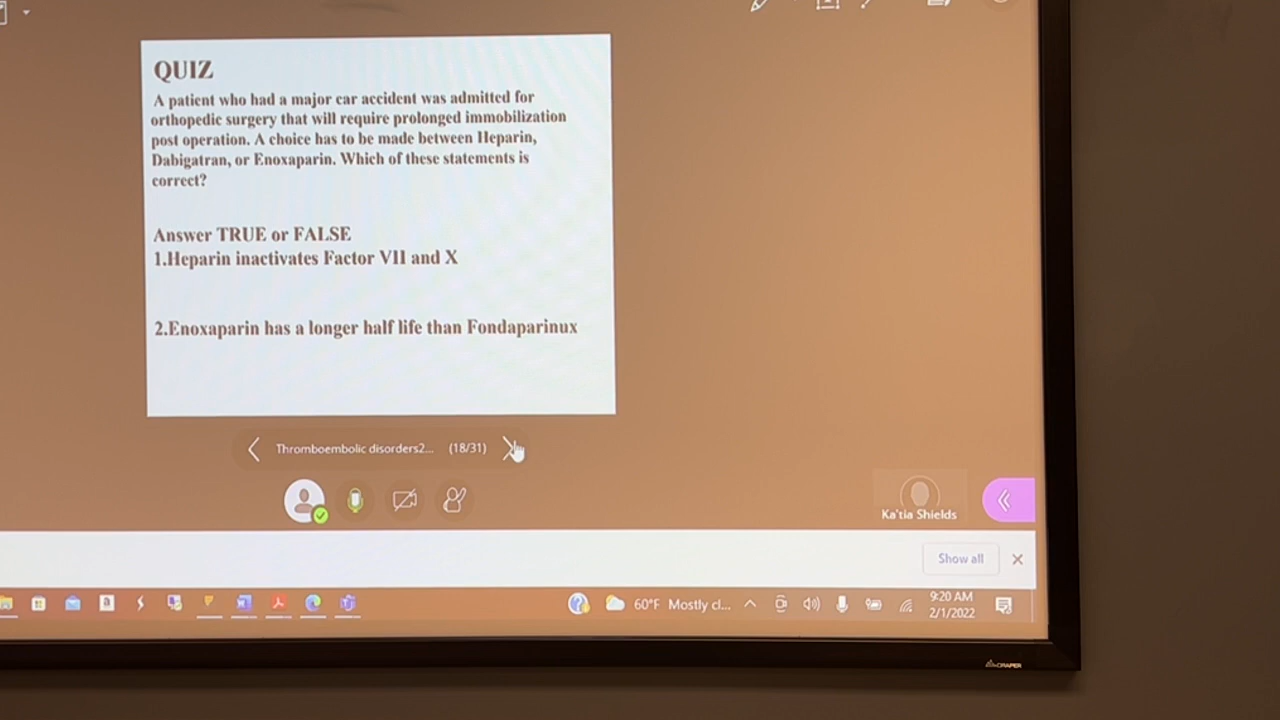 QUIZ
A patient who had a major car accident was admitted for
orthopedic surgery that will require prolonged immobilization
post operation. A choice has to be made between Heparin,
Dabigatran, or Enoxaparin. Which of these statements is
correct?
Answer TRUE or FALSE
1.Heparin inactivates Factor VII and X
2.Enoxaparin has a longer half life than Fondaparinux
Thromboembolic disorders2... (18/31)
Ka'tia Shields
Show all
60°F Mostly cl...
9:20 AM
2/1/2022
DRAPER